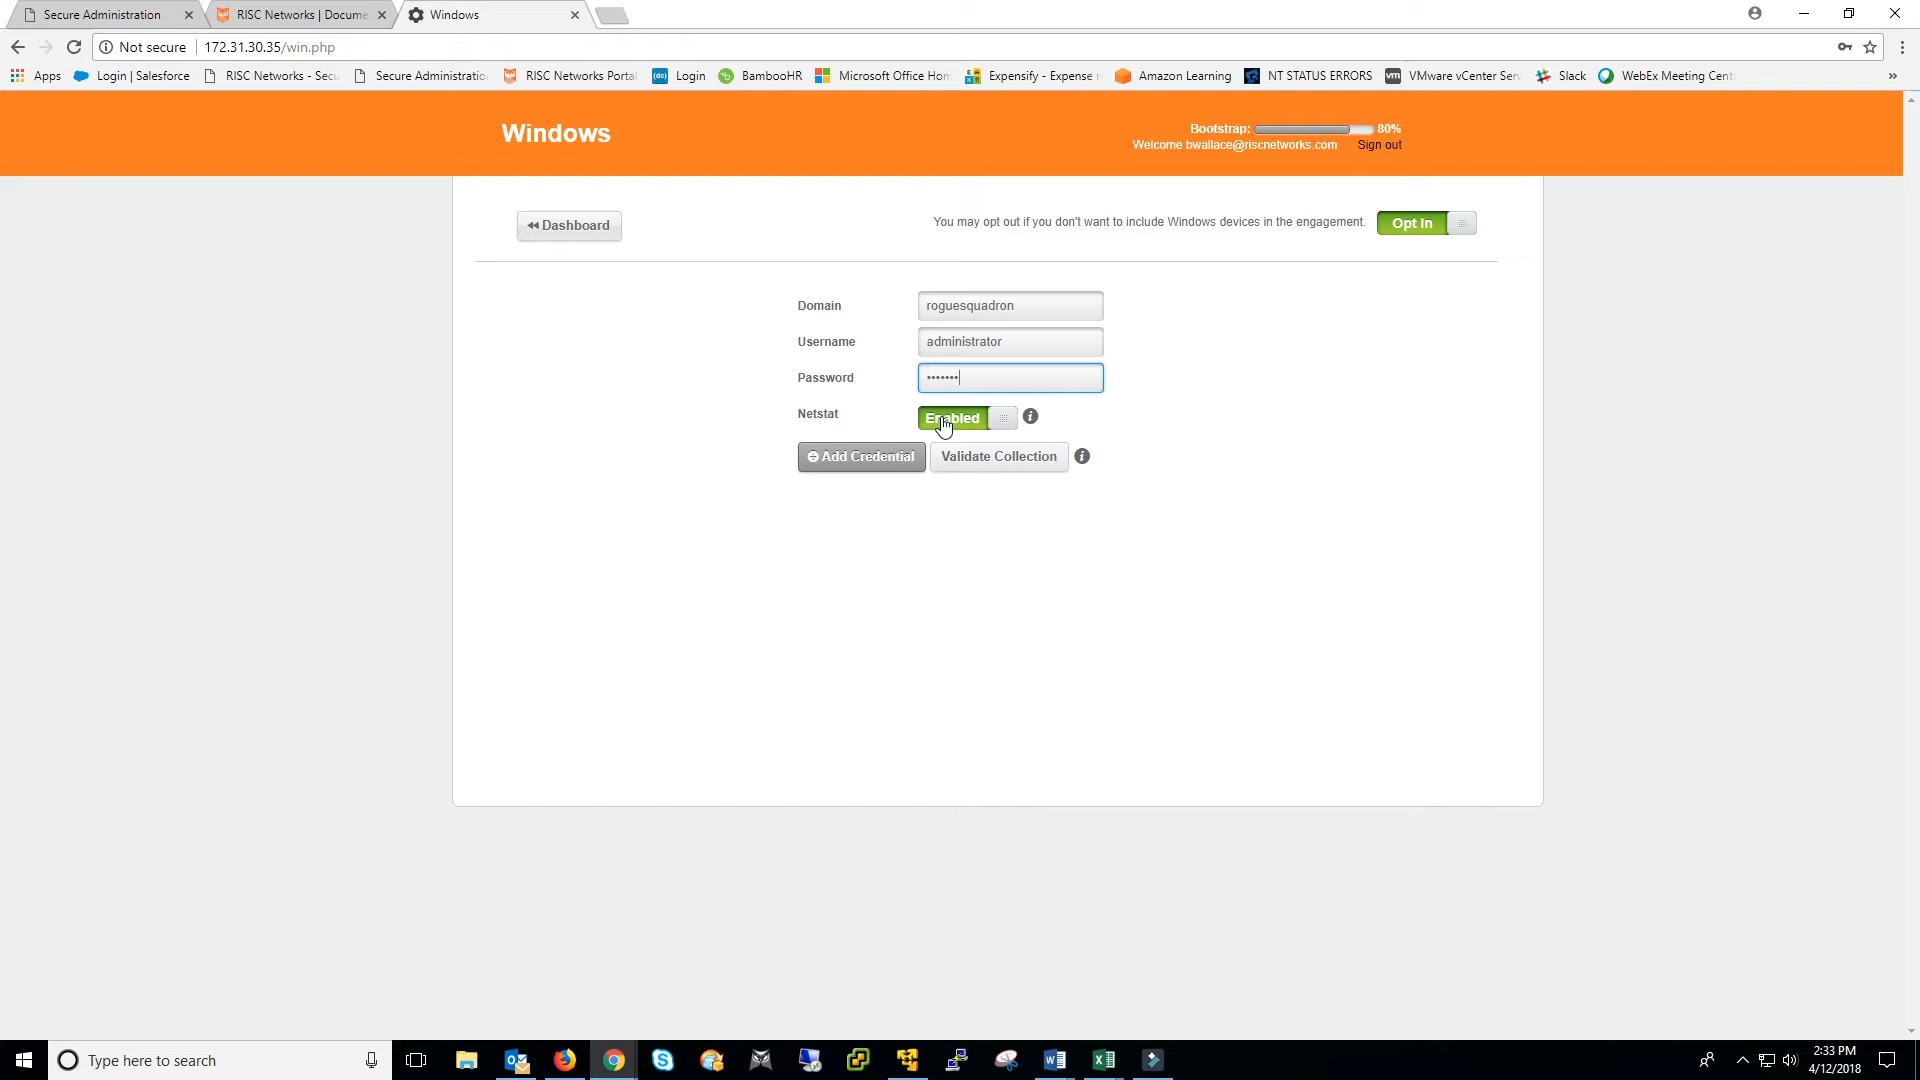 Secure Administration
RISC Networks | Docume
Windows
Not secure
172.31.30.35/win.php
Apps
Login | Salesforce
RISC Networks - Secu
Secure Administratio
RISC Networks Porta
Login
BambooHR
Microsoft Office Hom
Expensify - Expense r
Amazon Learning
NT STATUS ERRORS
VMware vCenter Serv
Slack
WebEx Meeting Cent
»
Windows
Bootstrap: 80%
Welcome bwallace@riscnetworks.com Sign out
Dashboard
You may opt out if you don't want to include Windows devices in the engagement.
Opt In
Domain roguesquadron
Username administrator
Password •••••••
Netstat Enabled
Add Credential Validate Collection
Type here to search
2:33 PM
4/12/2018